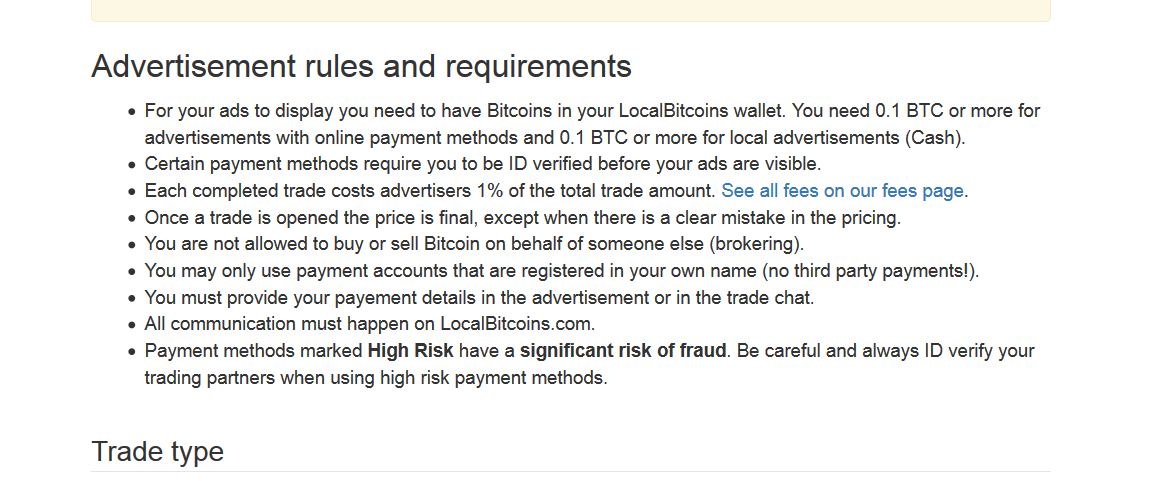 Advertisement rules and requirements
• For your ads to display you need to have Bitcoins in your LocalBitcoins wallet. You need 0.1 BTC or more for
advertisements with online payment methods and 0.1 BTC or more for local advertisements (Cash).
• Certain payment methods require you to be ID verified before your ads are visible.
• Each completed trade costs advertisers 1% of the total trade amount. See all fees on our fees page.
• Once a trade is opened the price is final, except when there is a clear mistake in the pricing.
• You are not allowed to buy or sell Bitcoin on behalf of someone else (brokering).
• You may only use payment accounts that are registered in your own name (no third party payments!).
• You must provide your payement details in the advertisement or in the trade chat.
• All communication must happen on LocalBitcoins.com.
• Payment methods marked High Risk have a significant risk of fraud. Be careful and always ID verify your
trading partners when using high risk payment methods.
Trade type